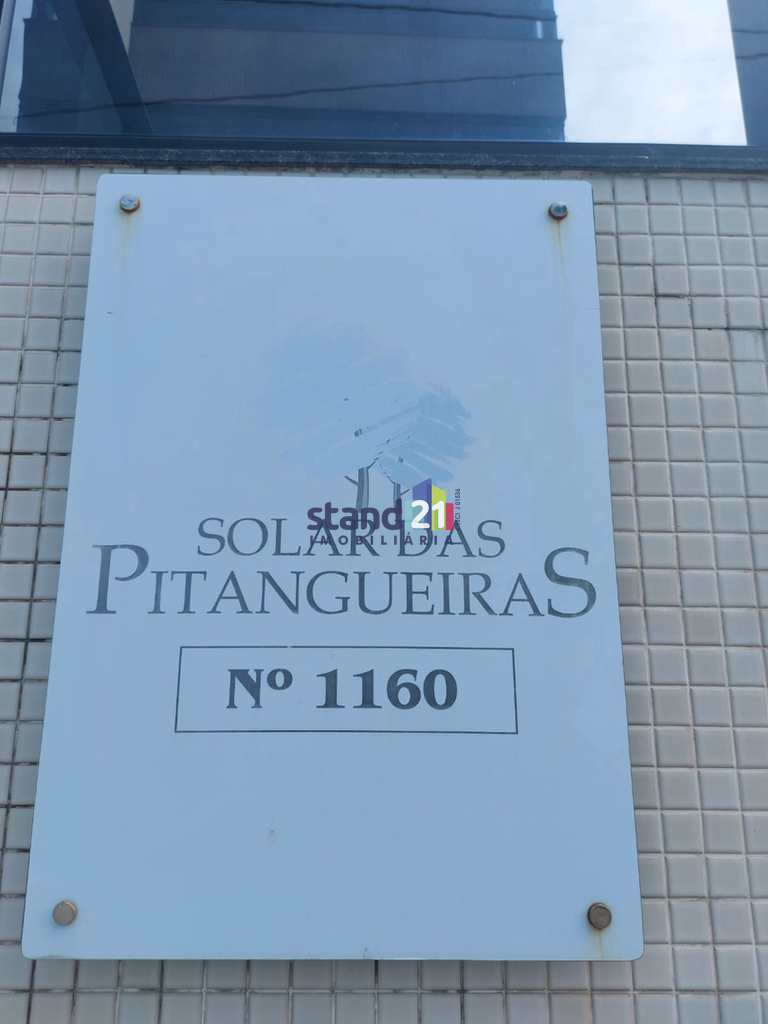 SOLAR DAS
PITANGUEIRAS
Nº 1160
stand 21
IMOBILIÁRIA